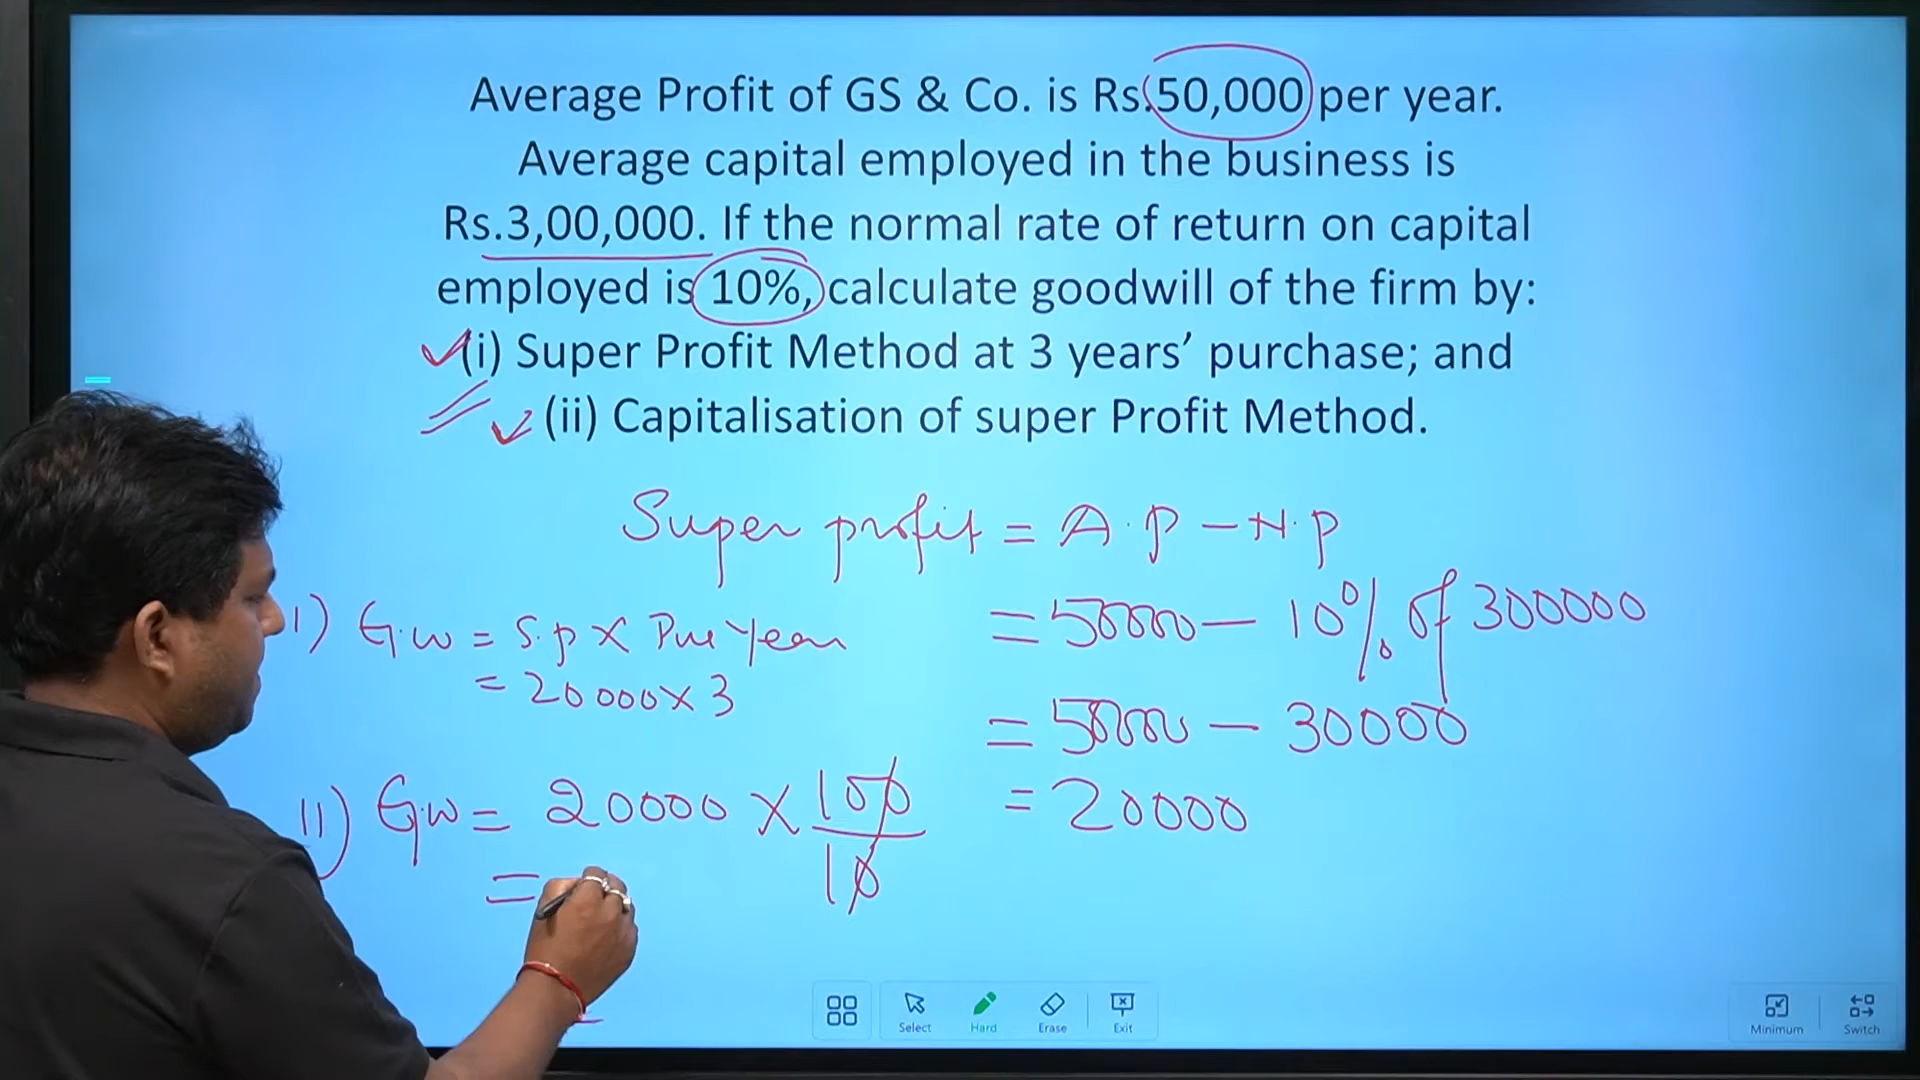 Average Profit of GS & Co. is Rs.50,000 per year.
Average capital employed in the business is
Rs.3,00,000. If the normal rate of return on capital
employed is 10%, calculate goodwill of the firm by:
(i) Super Profit Method at 3 years’ purchase; and
(ii) Capitalisation of super Profit Method.
Super profit = A.P - N.P
= 50000 - 10% of 300000
= 50000 - 30000
= 20000
I) G.W = S.P X Pur Year
= 20000 X 3
II) G.W = 20000 X 100/10
=
Select
Hard
Erase
Exit
Minimum
Switch